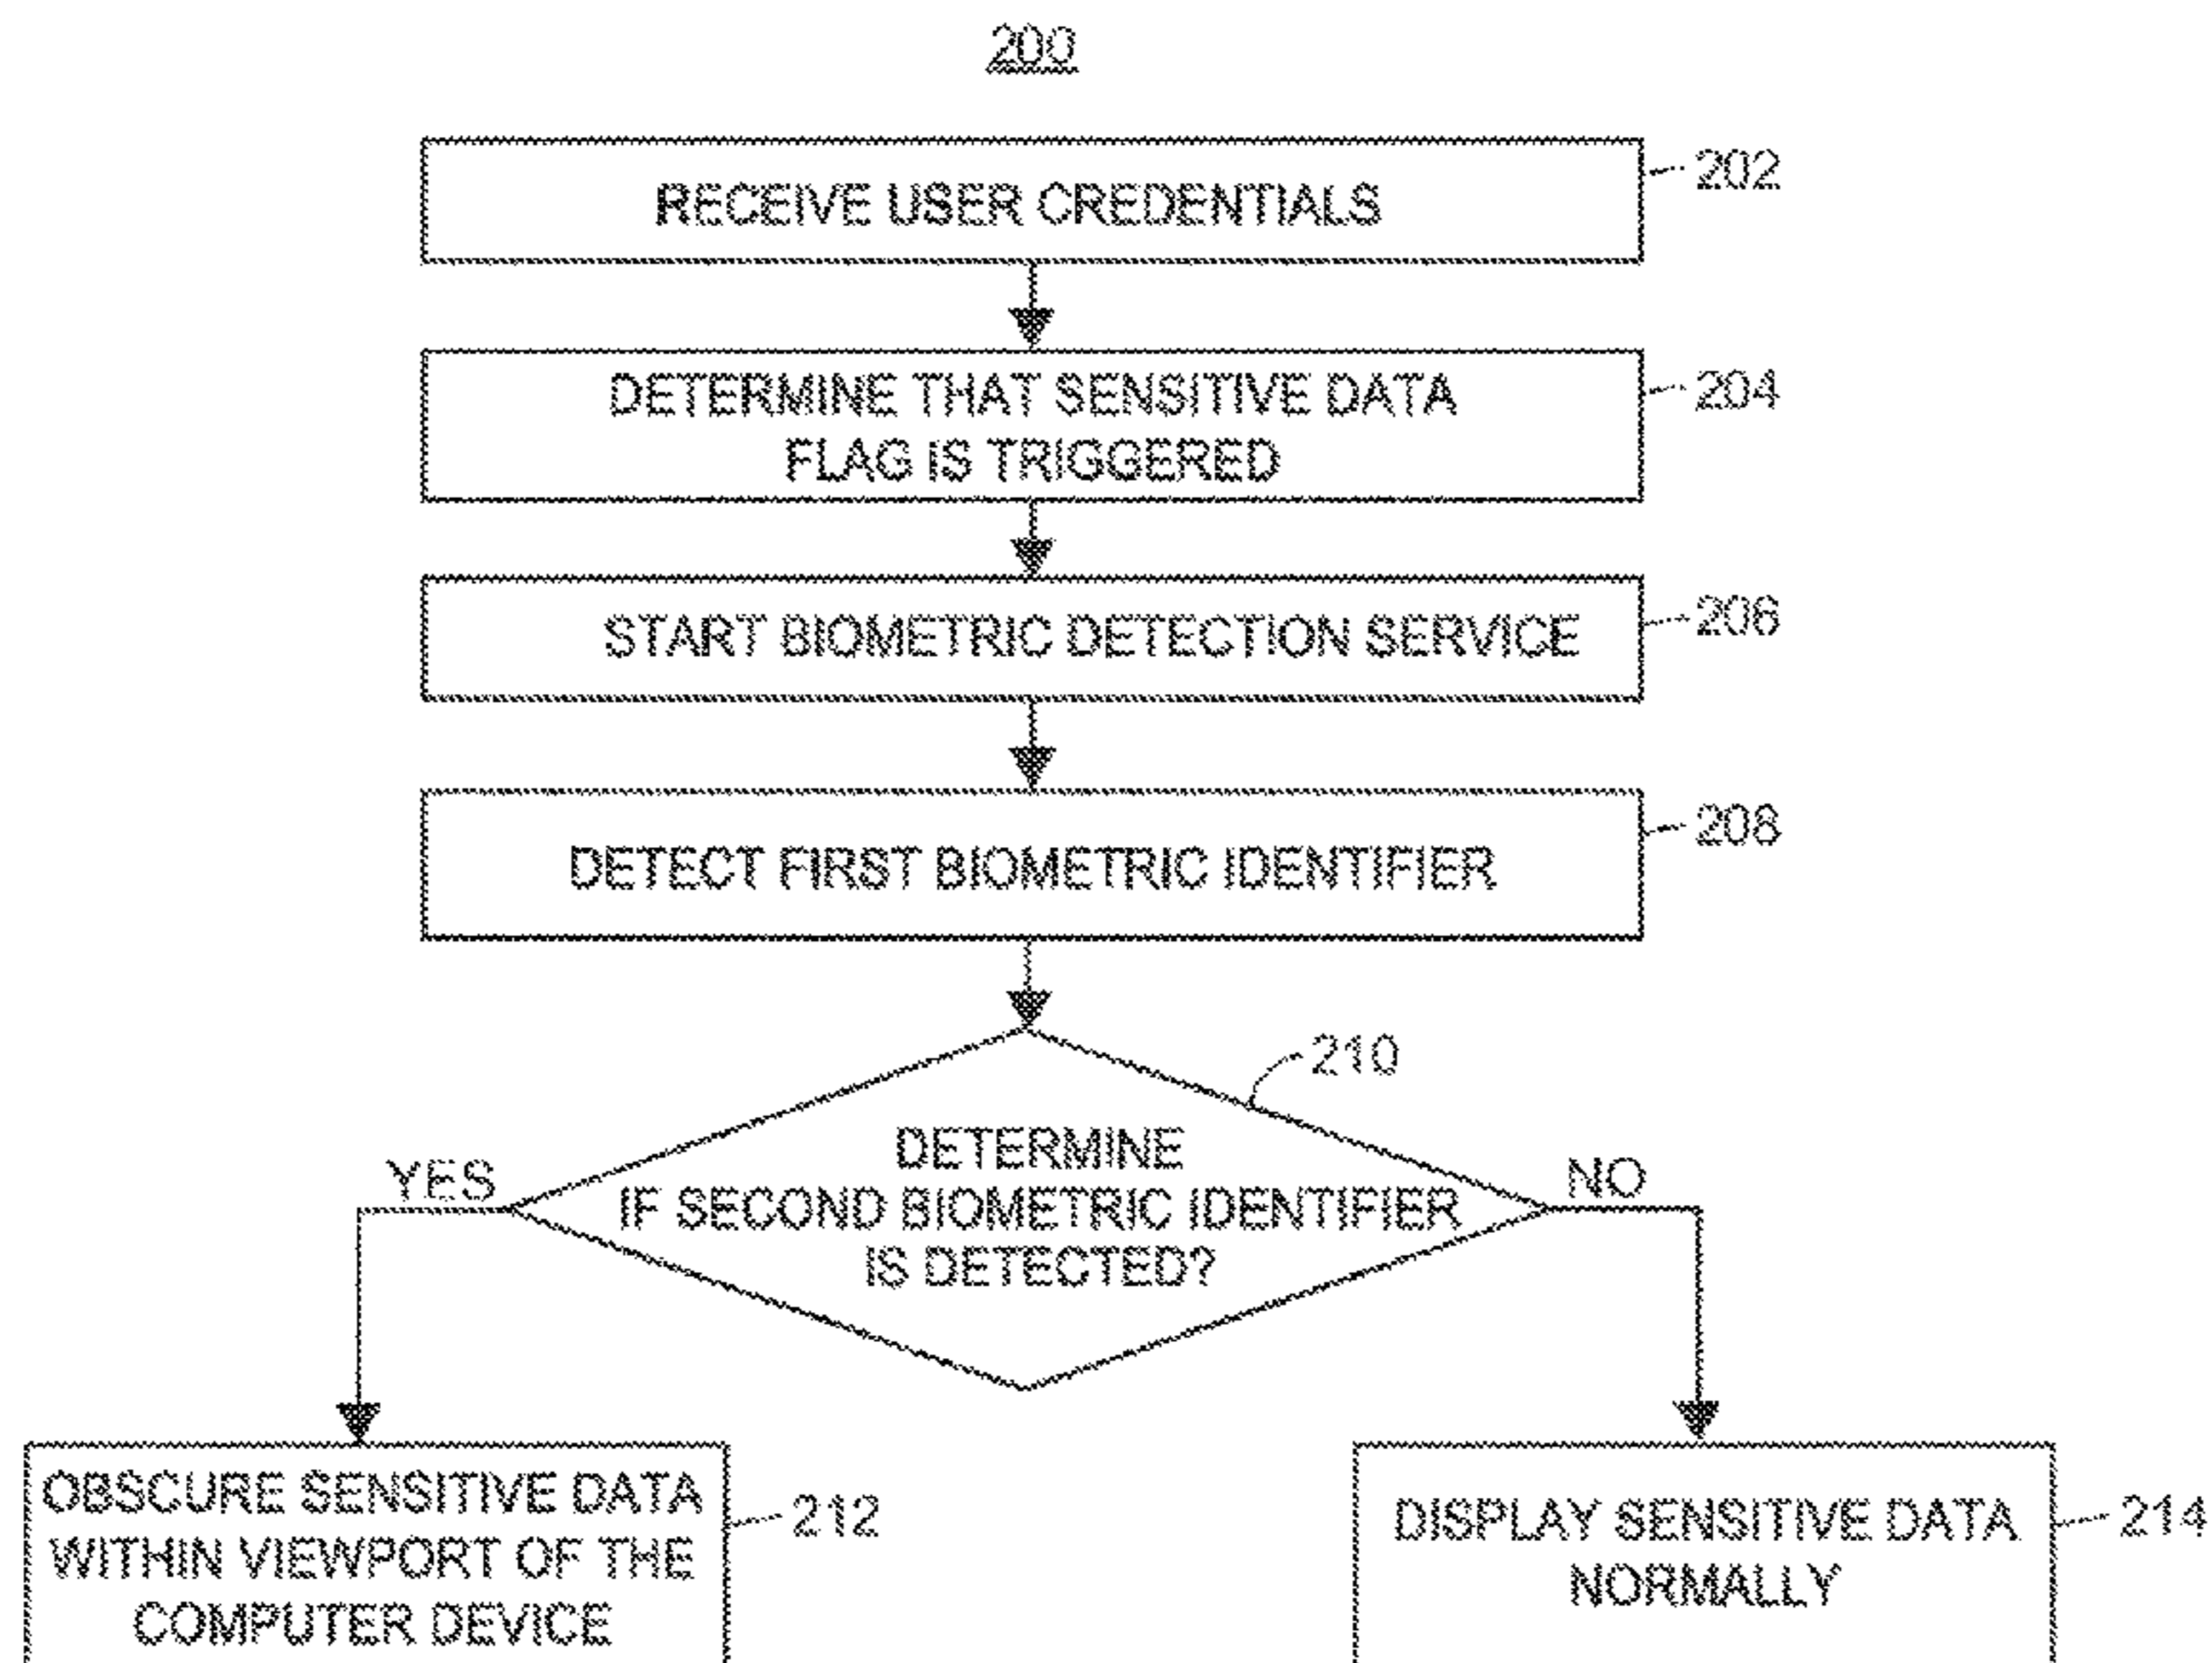 200
RECEIVE USER CREDENTIALS
202
DETERMINE THAT SENSITIVE DATA
FLAG IS TRIGGERED
204
START BIOMETRIC DETECTION SERVICE
206
DETECT FIRST BIOMETRIC IDENTIFIER
208
210
DETERMINE
IF SECOND BIOMETRIC IDENTIFIER
IS DETECTED?
YES
NO
OBSCURE SENSITIVE DATA
WITHIN VIEWPORT OF THE
COMPUTER DEVICE
212
DISPLAY SENSITIVE DATA
NORMALLY
214